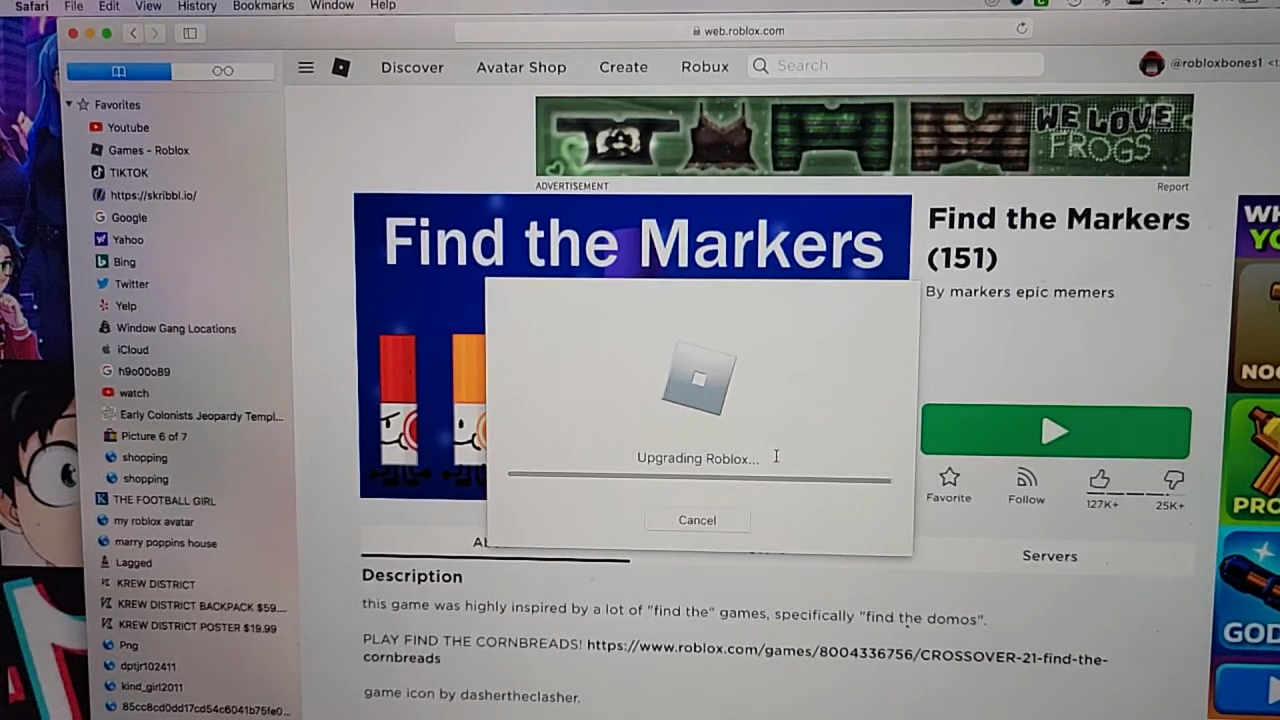 Safari File Edit View History Bookmarks Window Help
web.roblox.com
Discover Avatar Shop Create Robux Search @robloxbones1
Favorites
Youtube
Games - Roblox
TIKTOK
https://skribbl.io/
Google
Yahoo
Bing
Twitter
Yelp
Window Gang Locations
iCloud
h9o00o89
watch
Early Colonists Jeopardy Templ...
Picture 6 of 7
shopping
shopping
THE FOOTBALL GIRL
my roblox avatar
marry poppins house
Lagged
KREW DISTRICT
KREW DISTRICT BACKPACK $59....
KREW DISTRICT POSTER $19.99
Png
dptjr102411
kind_girl2011
85cc8cd0dd17cd54c6041b75fe0...
WE LOVE
FROGS
ADVERTISEMENT
Report
Find the Markers
Find the Markers
(151)
By markers epic memers
Upgrading Roblox...
Cancel
Favorite
Follow
127K+
25K+
Servers
Description
this game was highly inspired by a lot of "find the" games, specifically "find the domos".
PLAY FIND THE CORNBREADS! https://www.roblox.com/games/8004336756/CROSSOVER-21-find-the-
cornbreads
game icon by dashertheclasher.